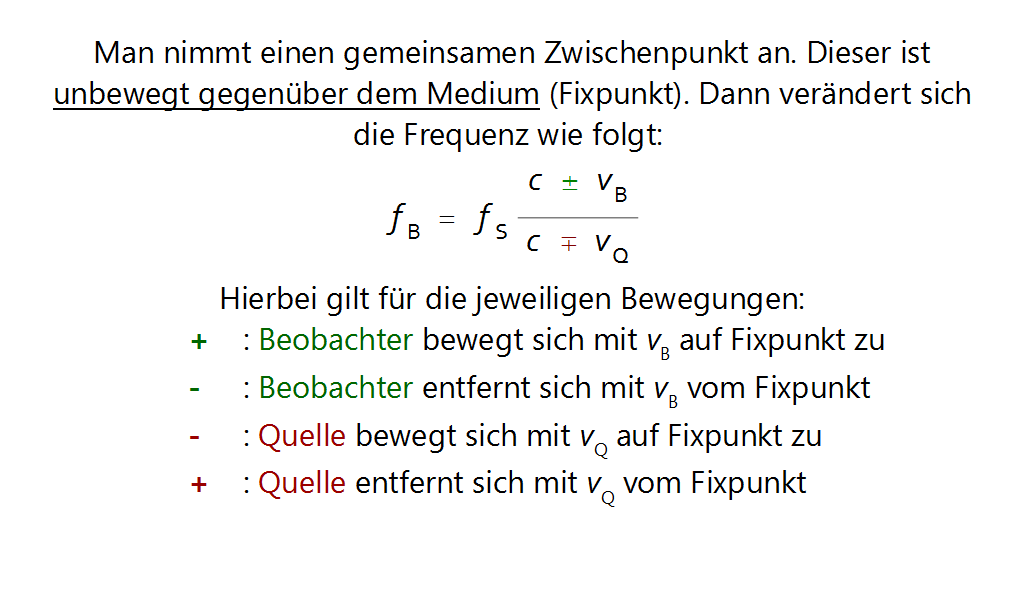 Man nimmt einen gemeinsamen Zwischenpunkt an. Dieser ist
unbewegt gegenüber dem Medium (Fixpunkt). Dann verändert sich
die Frequenz wie folgt:
f_B = f_S (c ± v_B) / (c ∓ v_Q)
Hierbei gilt für die jeweiligen Bewegungen:
+ : Beobachter bewegt sich mit v_B auf Fixpunkt zu
- : Beobachter entfernt sich mit v_B vom Fixpunkt
- : Quelle bewegt sich mit v_Q auf Fixpunkt zu
+ : Quelle entfernt sich mit v_Q vom Fixpunkt